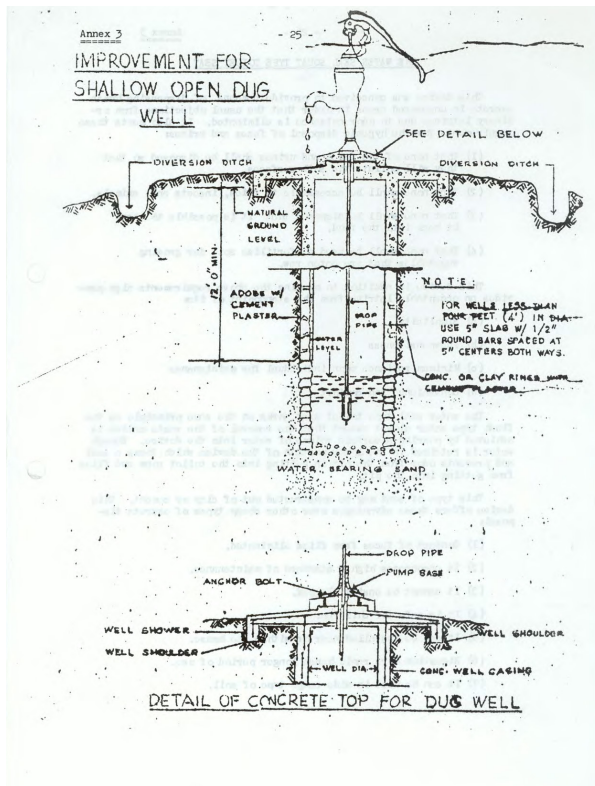 Annex 3
- 25 -
IMPROVEMENT FOR
SHALLOW OPEN DUG
WELL
SEE DETAIL BELOW
DIVERSION DITCH
DIVERSION DITCH
NATURAL
GROUND
LEVEL
12'-0" MIN.
NOTE
FOR WELLS LESS THAN
FOUR FEET (4') IN DIA
USE 5" SLAB W/ 1/2"
ROUND BARS SPACED AT
5" CENTERS BOTH WAYS.
ADOBE W/
CEMENT
PLASTER
DROP
PIPE
WATER
LEVEL
CONC. OR CLAY RINGS WITH
CEMENT PLASTER
WATER BEARING SAND
DROP PIPE
PUMP BASE
ANCHOR BOLT
WELL SHOWER
WELL SHOULDER
WELL SHOULDER
WELL DIA.
CONC. WELL CASING
DETAIL OF CONCRETE TOP FOR DUG WELL